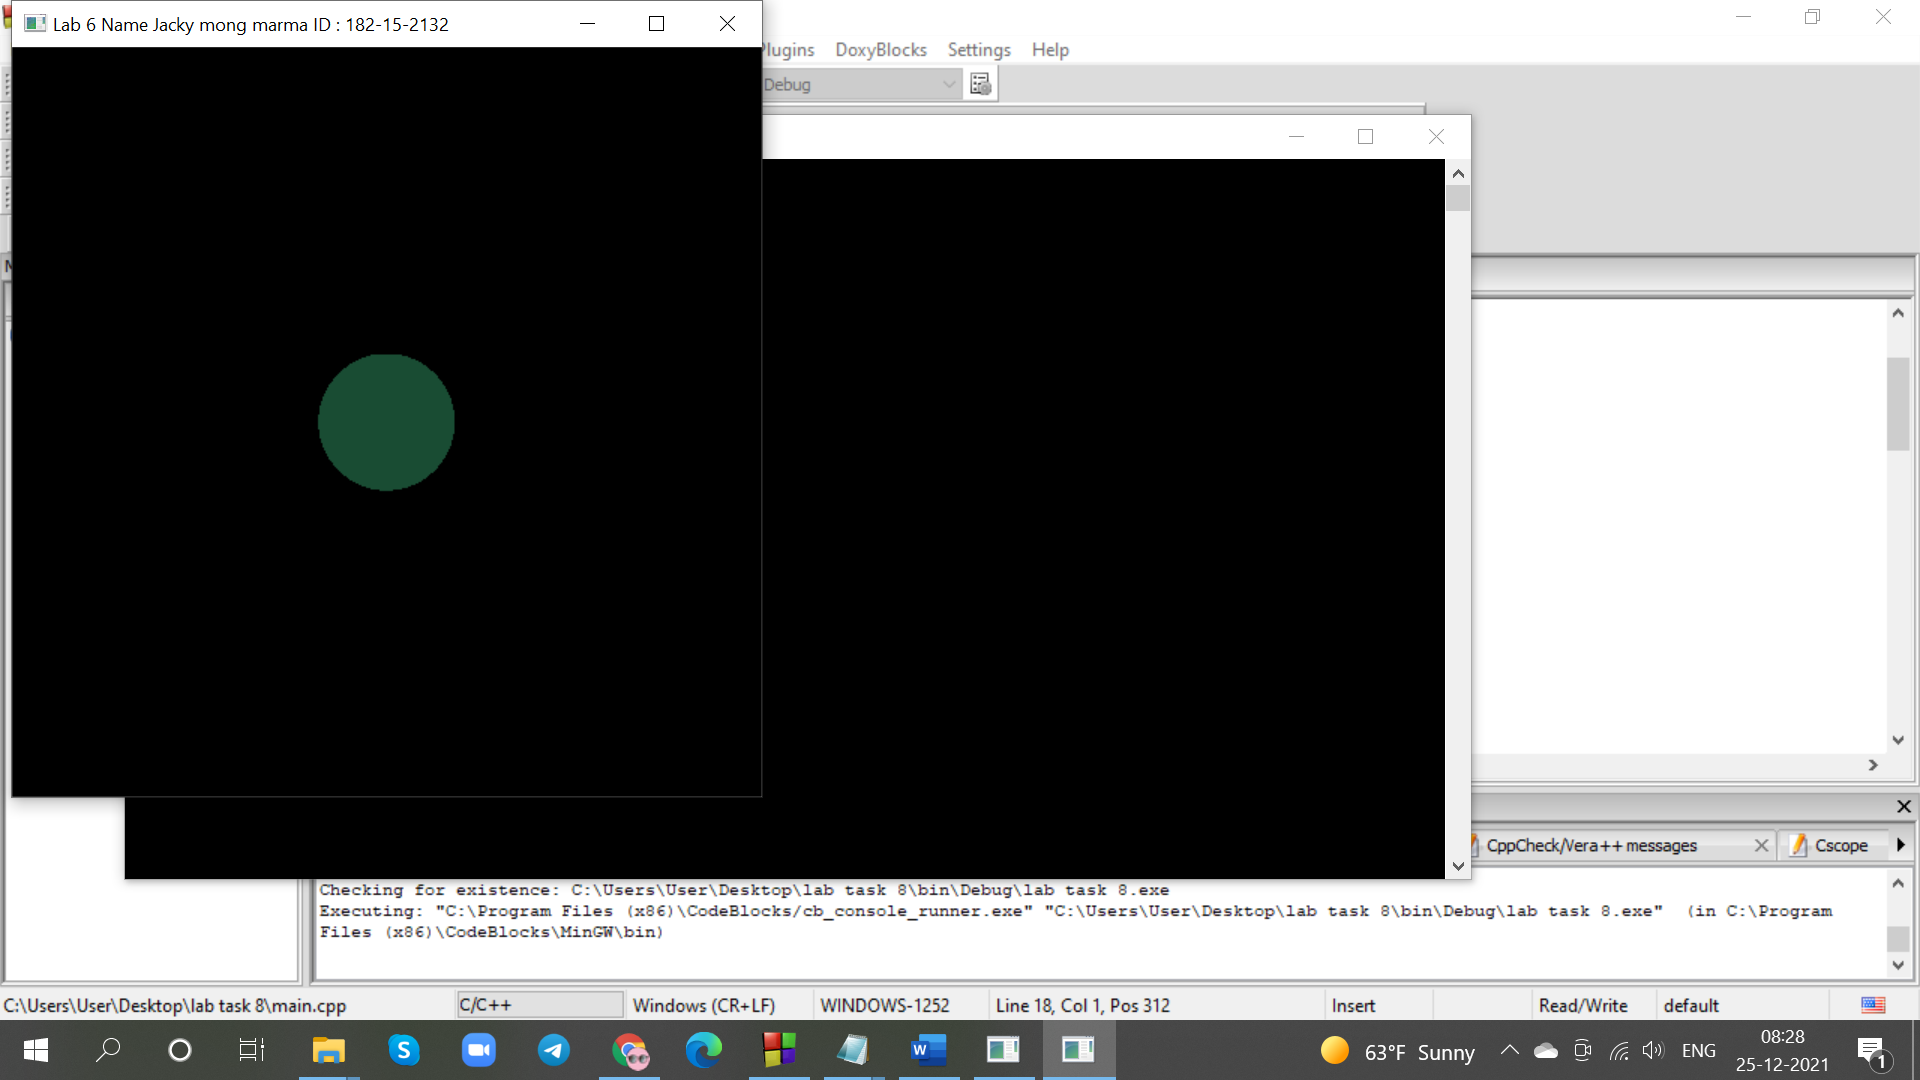 Lab 6 Name Jacky mong marma ID : 182-15-2132
Plugins DoxyBlocks Settings Help
Debug
CppCheck/Vera++ messages
Cscope
Checking for existence: C:\Users\User\Desktop\lab task 8\bin\Debug\lab task 8.exe
Executing: "C:\Program Files (x86)\CodeBlocks/cb_console_runner.exe" "C:\Users\User\Desktop\lab task 8\bin\Debug\lab task 8.exe"  (in C:\Program
Files (x86)\CodeBlocks\MinGW\bin)
C:\Users\User\Desktop\lab task 8\main.cpp C/C++ Windows (CR+LF) WINDOWS-1252 Line 18, Col 1, Pos 312 Insert Read/Write default
63°F Sunny ENG
08:28
25-12-2021
1